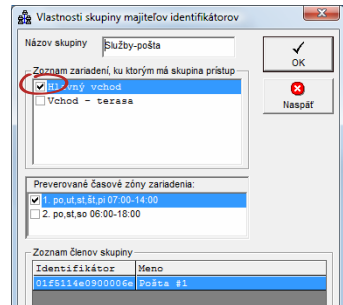 Vlastnosti skupiny majiteľov identifikátorov
Názov skupiny
Služby-pošta
OK
Zoznam zariadení, ku ktorým má skupina prístup
Hlavný vchod
Vchod - terasa
Naspäť
Preverované časové zóny zariadenia:
1. po,ut,st,št,pi 07:00-14:00
2. po,st,so 06:00-18:00
Zoznam členov skupiny
Identifikátor Meno
01f5114e0900006e Pošta #1